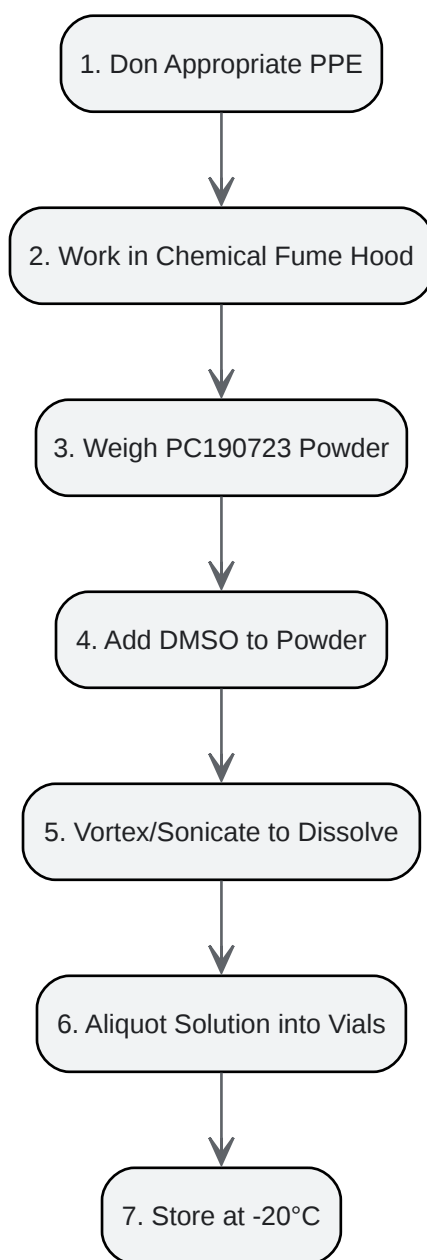 1. Don Appropriate PPE
2. Work in Chemical Fume Hood
3. Weigh PC190723 Powder
4. Add DMSO to Powder
5. Vortex/Sonicate to Dissolve
6. Aliquot Solution into Vials
7. Store at -20°C